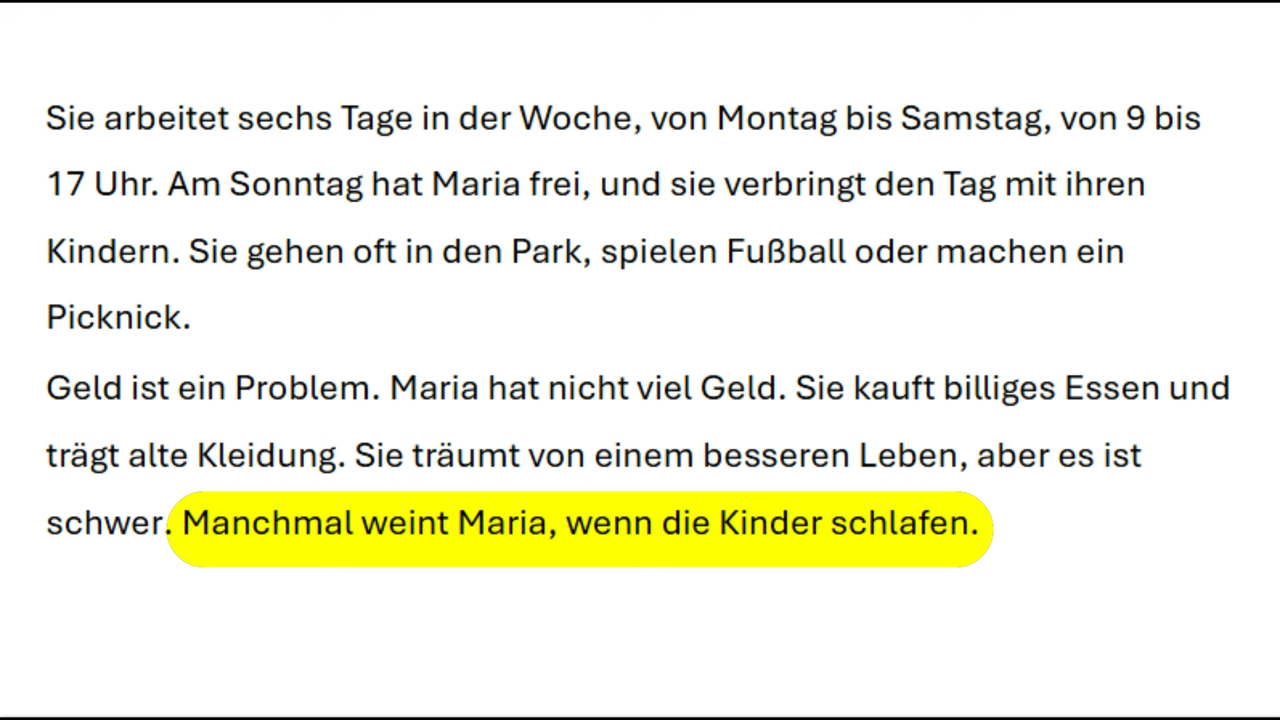 Sie arbeitet sechs Tage in der Woche, von Montag bis Samstag, von 9 bis
17 Uhr. Am Sonntag hat Maria frei, und sie verbringt den Tag mit ihren
Kindern. Sie gehen oft in den Park, spielen Fußball oder machen ein
Picknick.
Geld ist ein Problem. Maria hat nicht viel Geld. Sie kauft billiges Essen und
trägt alte Kleidung. Sie träumt von einem besseren Leben, aber es ist
schwer. Manchmal weint Maria, wenn die Kinder schlafen.